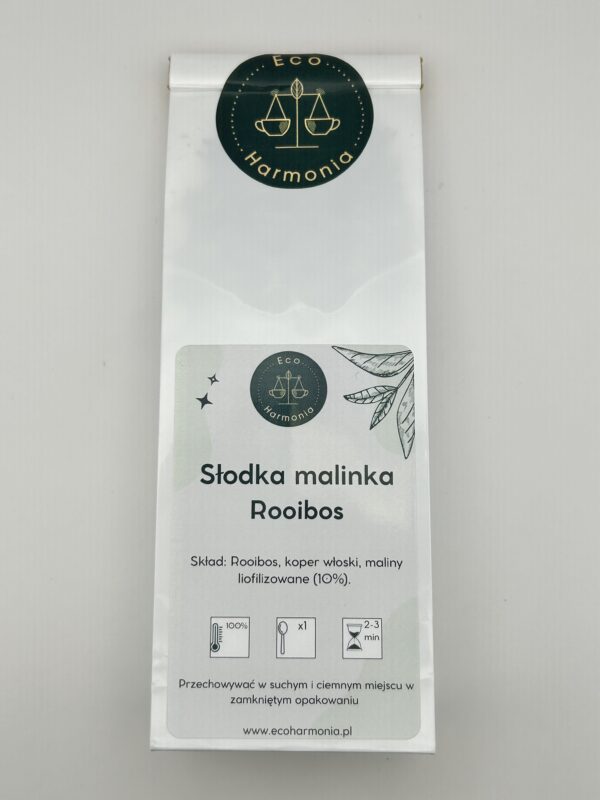 Eco
Harmonia
Eco
Harmonia
Słodka malinka
Rooibos
Skład: Rooibos, koper włoski, maliny
liofilizowane (10%).
100%
x1
2-3
min
Przechowywać w suchym i ciemnym miejscu w
zamkniętym opakowaniu
www.ecoharmonia.pl